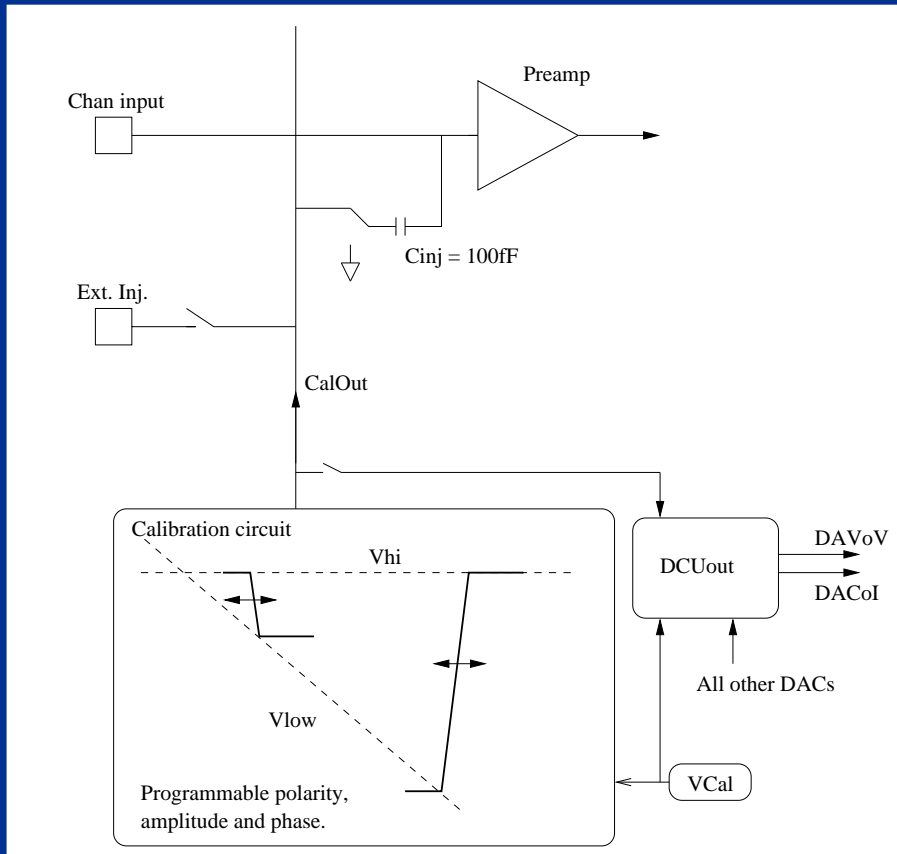 Preamp
Chan input
Cinj = 100fF
Ext. Inj.
CalOut
Calibration circuit
Vhi
DCUout
DAVoV
DACoI
All other DACs
Vlow
VCal
Programmable polarity,
amplitude and phase.